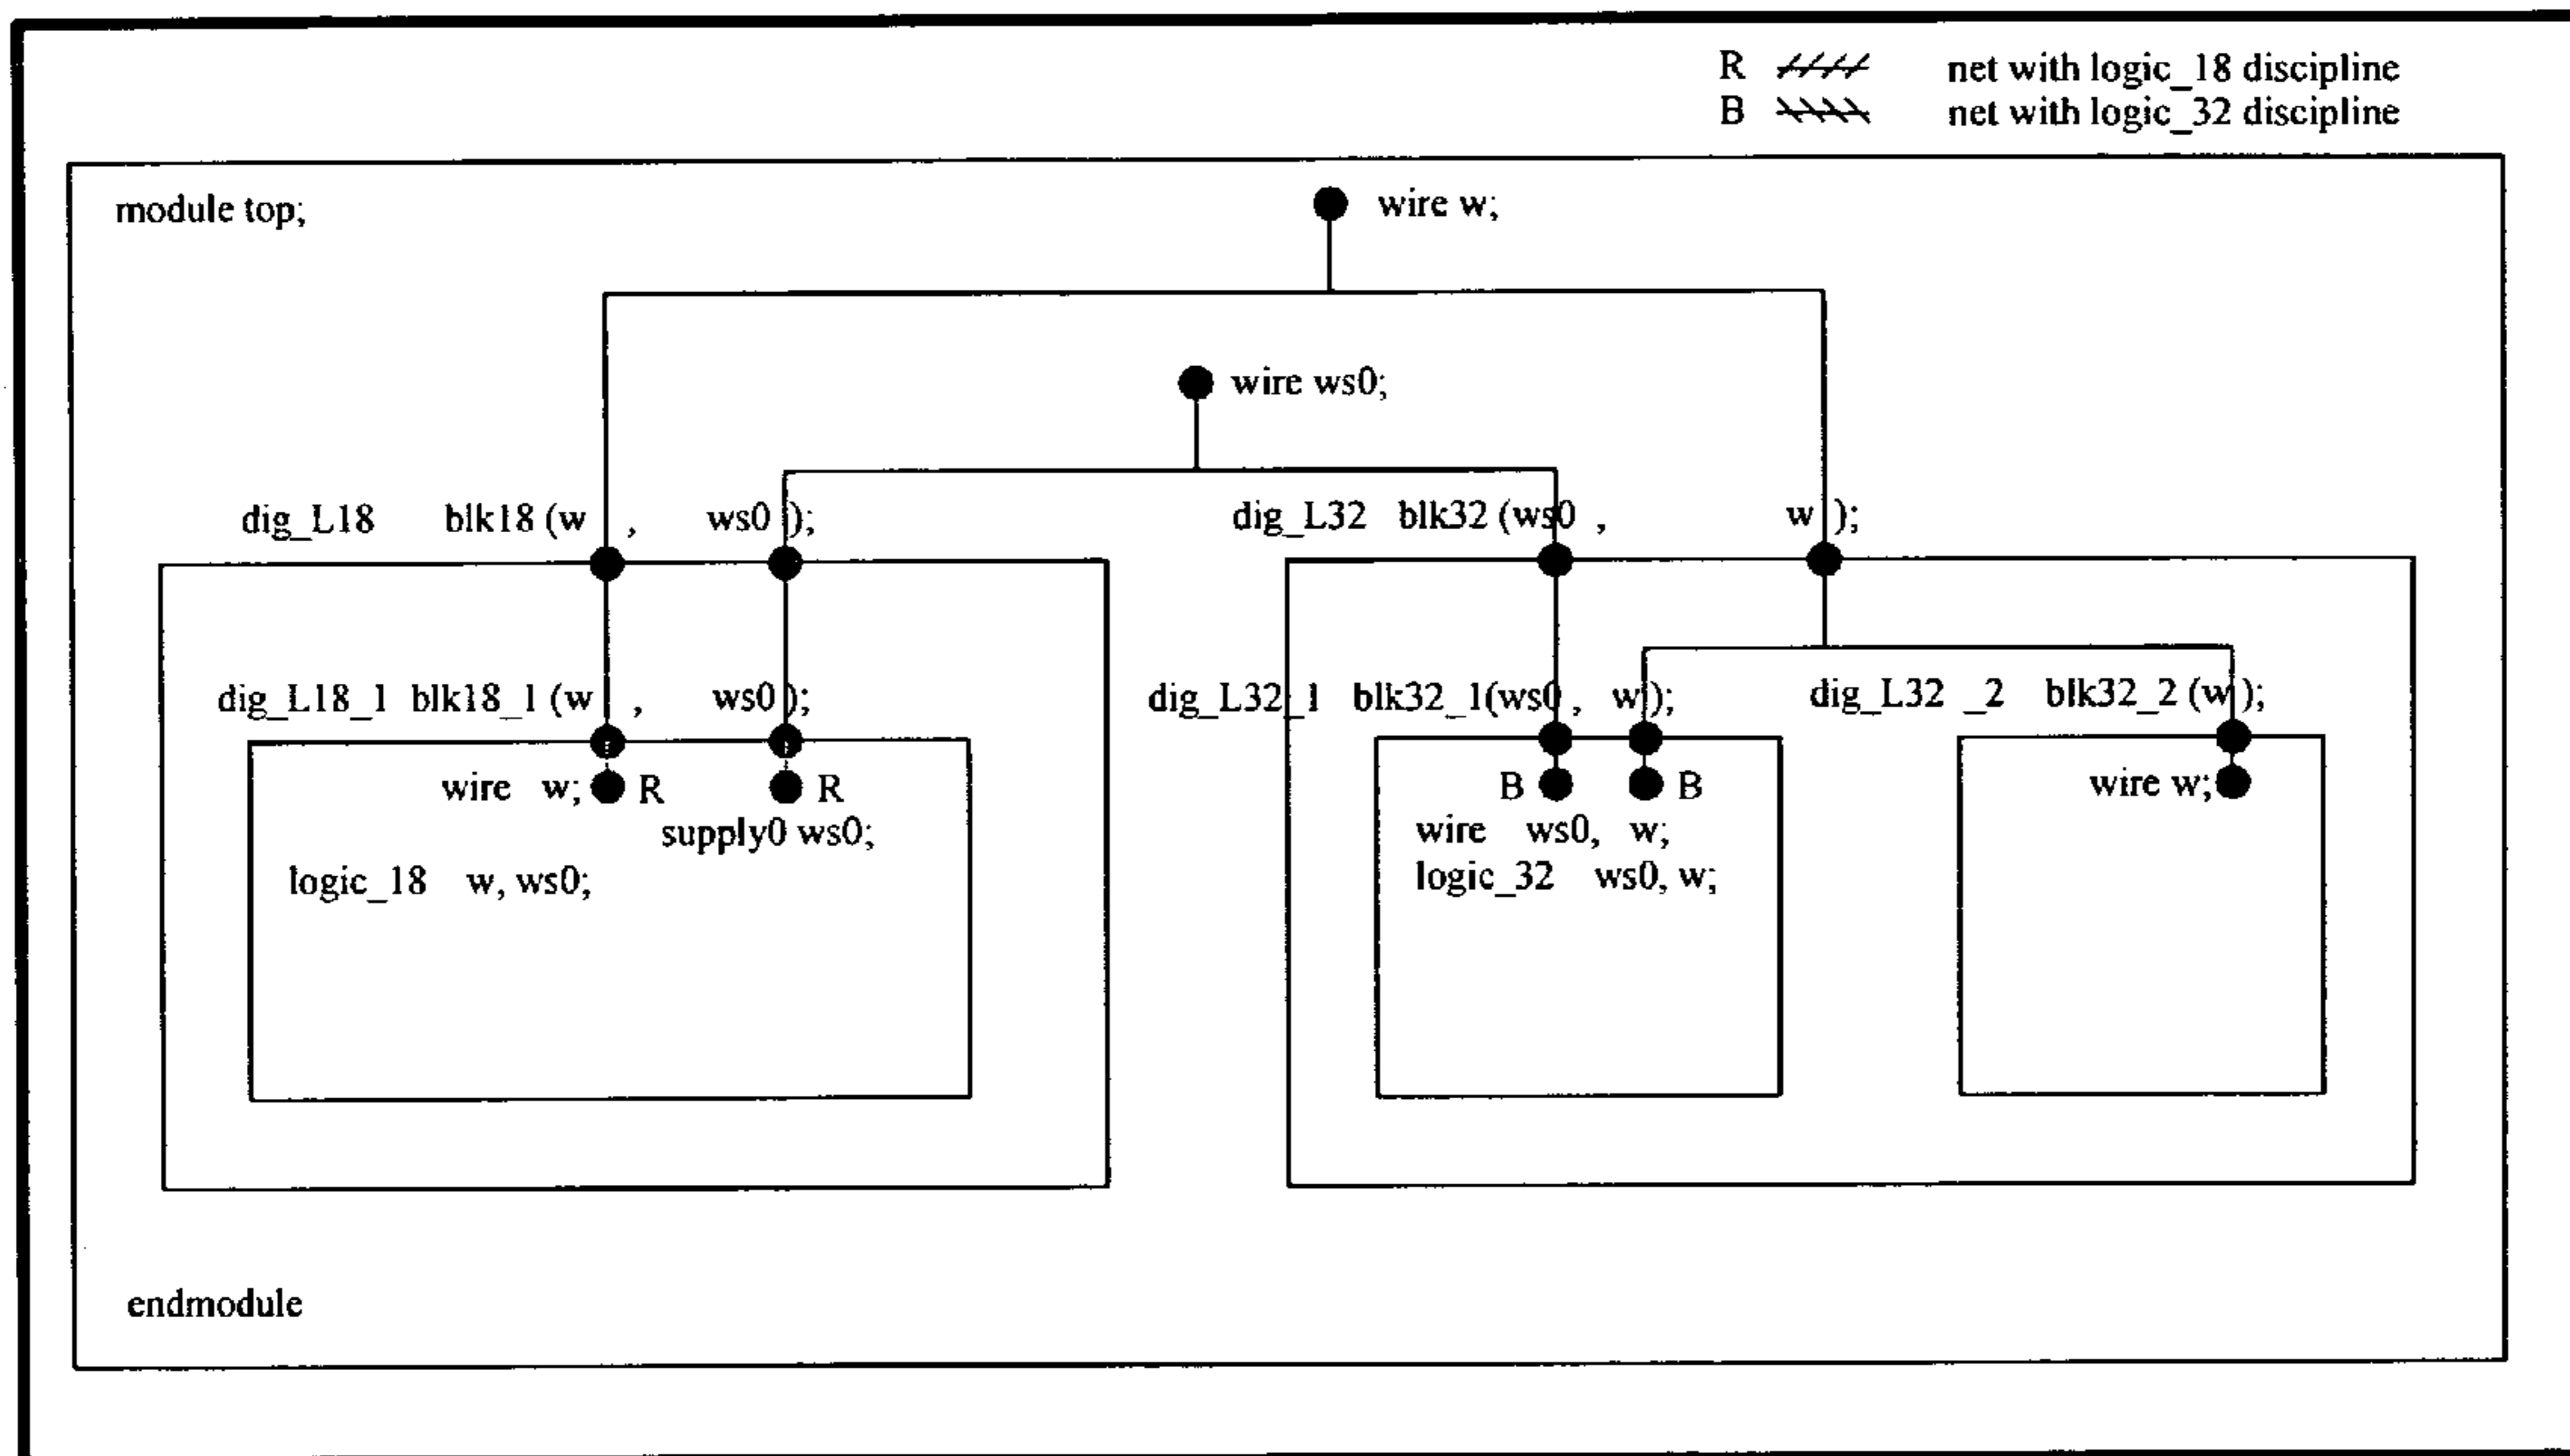 R net with logic_18 discipline
B net with logic_32 discipline
module top;
wire w;
wire ws0;
dig_L18 blk18 (w , ws0 );
dig_L32 blk32 (ws0 , w );
dig_L18_1 blk18_1 (w , ws0 );
dig_L32_1 blk32_1(ws0 , w );
dig_L32 _2 blk32_2 (w );
wire w; R R
supply0 ws0;
logic_18 w, ws0;
B B
wire ws0, w;
logic_32 ws0, w;
wire w;
endmodule